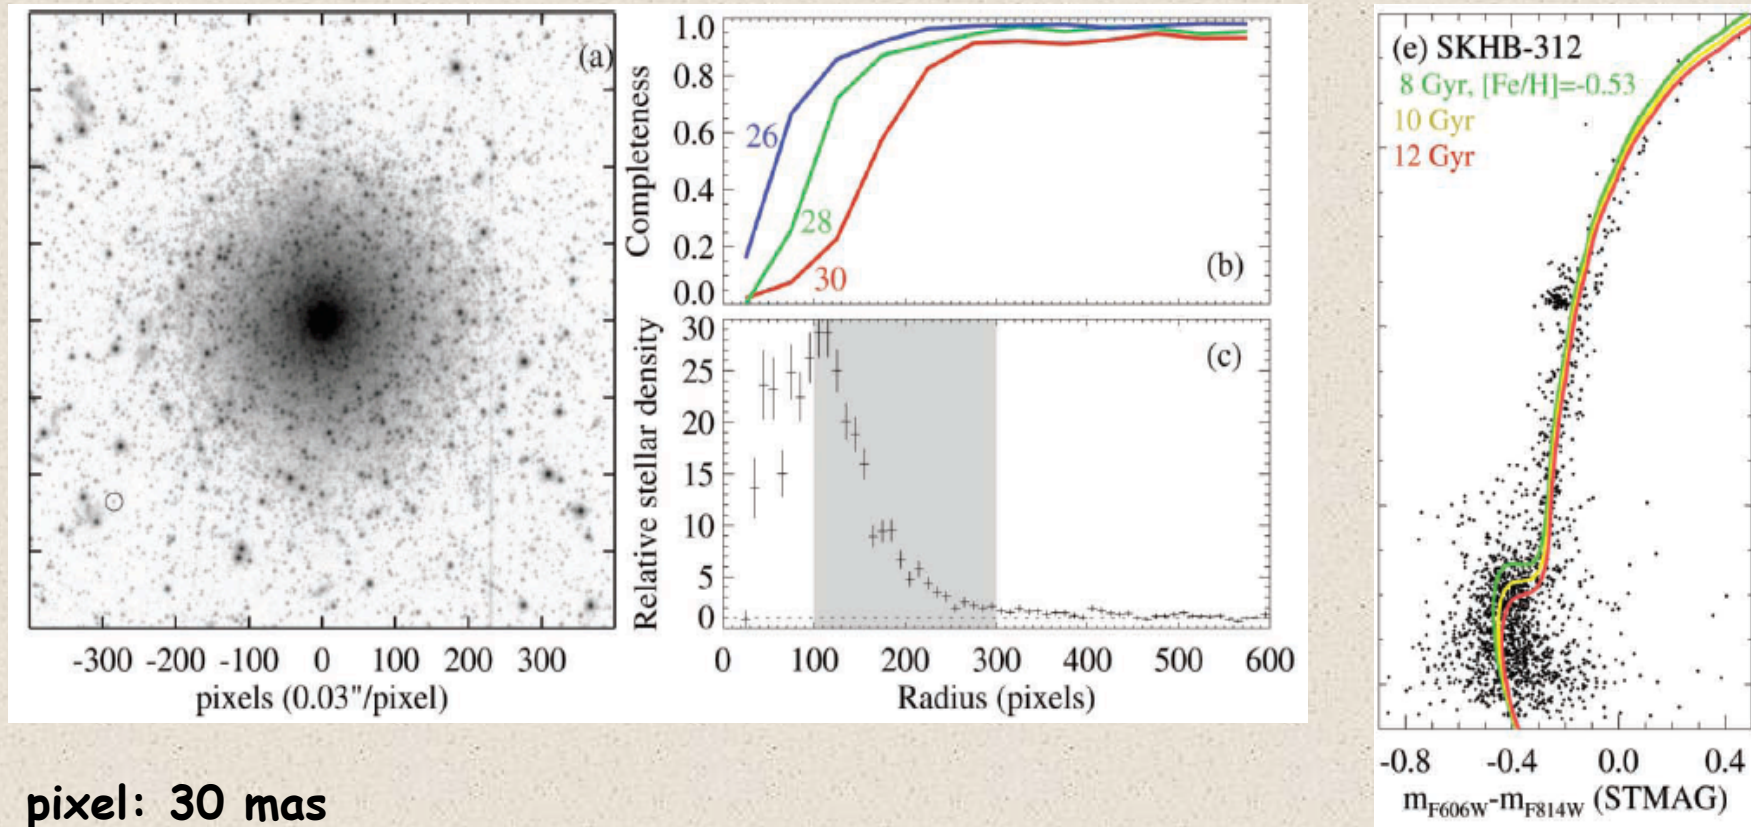 (a)
-300 -200 -100 0 100 200 300
pixels (0.03"/pixel)
Completeness
1.0
0.8
0.6
0.4
0.2
0.0
26
28
30
(b)
Relative stellar density
30
25
20
15
10
5
0
(c)
0 100 200 300 400 500 600
Radius (pixels)
(e) SKHB-312
8 Gyr, [Fe/H]=-0.53
10 Gyr
12 Gyr
-0.8 -0.4 0.0 0.4
mF606W-mF814W (STMAG)
pixel: 30 mas